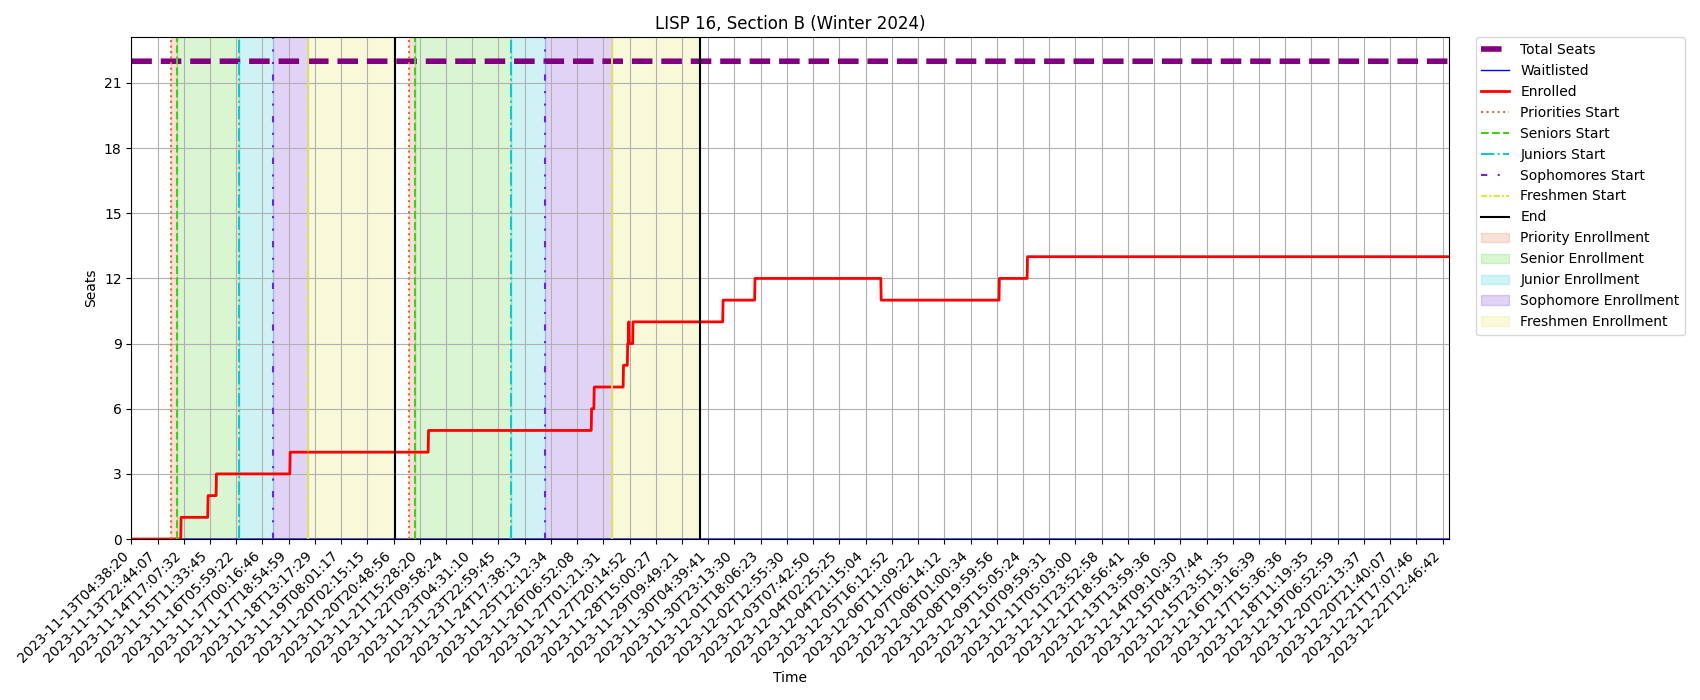 LISP 16, Section B (Winter 2024)
Seats
21
18
15
12
9
6
3
0
2023-11-13T04:38:20
2023-11-13T22:44:07
2023-11-14T17:07:32
2023-11-15T11:33:45
2023-11-16T05:59:22
2023-11-17T00:16:46
2023-11-17T18:54:59
2023-11-18T13:17:29
2023-11-19T08:01:17
2023-11-20T02:15:15
2023-11-20T20:48:56
2023-11-21T15:28:20
2023-11-22T09:58:24
2023-11-23T04:31:10
2023-11-23T22:59:45
2023-11-24T17:38:13
2023-11-25T12:12:34
2023-11-26T06:52:08
2023-11-27T01:21:31
2023-11-27T20:14:52
2023-11-28T15:00:27
2023-11-29T09:49:21
2023-11-30T04:39:41
2023-11-30T23:13:30
2023-12-01T18:06:23
2023-12-02T12:55:30
2023-12-03T07:42:50
2023-12-04T02:25:25
2023-12-04T21:15:04
2023-12-05T16:12:52
2023-12-06T11:09:22
2023-12-07T06:14:12
2023-12-08T01:00:34
2023-12-08T19:59:56
2023-12-09T15:05:24
2023-12-10T09:59:31
2023-12-11T05:03:00
2023-12-11T23:52:58
2023-12-12T18:56:41
2023-12-13T13:59:36
2023-12-14T09:10:30
2023-12-15T04:37:44
2023-12-15T23:51:35
2023-12-16T19:16:39
2023-12-17T15:36:36
2023-12-18T11:19:35
2023-12-19T06:52:59
2023-12-20T02:13:37
2023-12-20T21:40:07
2023-12-21T17:07:46
2023-12-22T12:46:42
Time
Total Seats
Waitlisted
Enrolled
Priorities Start
Seniors Start
Juniors Start
Sophomores Start
Freshmen Start
End
Priority Enrollment
Senior Enrollment
Junior Enrollment
Sophomore Enrollment
Freshmen Enrollment